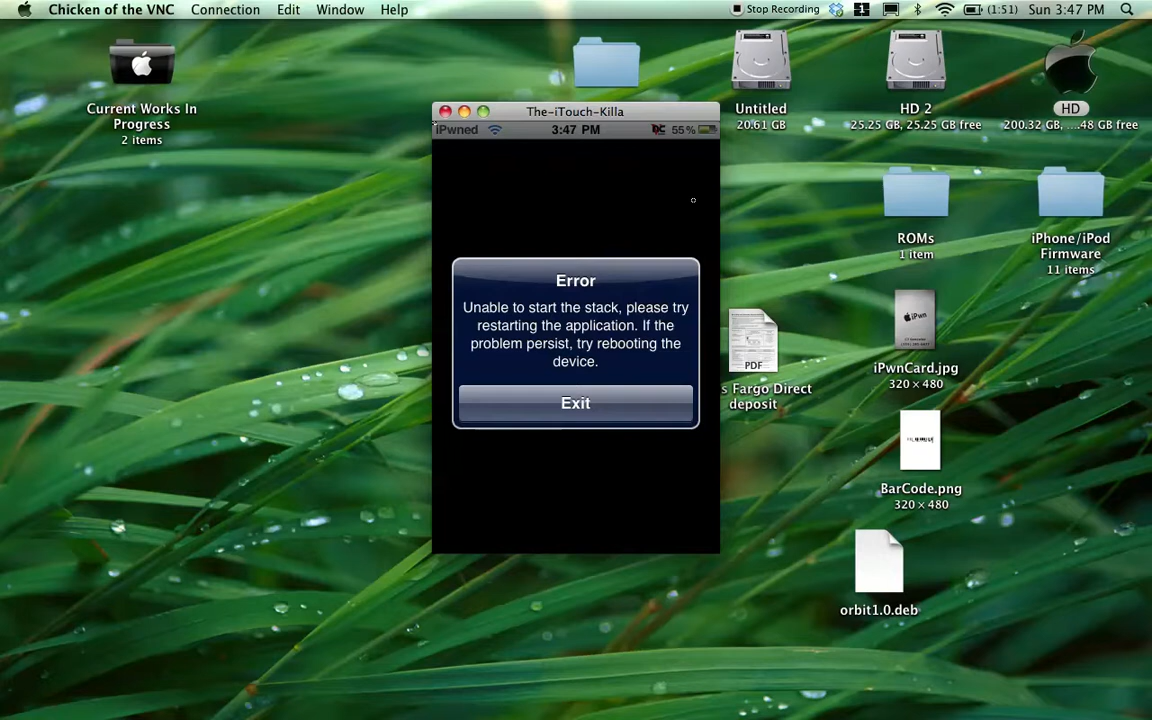 Chicken of the VNC Connection Edit Window Help Stop Recording 1 (1:51) Sun 3:47 PM
Current Works In
Progress
2 items
Untitled
20.61 GB
HD 2
25.25 GB, 25.25 GB free
HD
200.32 GB, ....48 GB free
The-iTouch-Killa
iPwned 3:47 PM 55%
Error
Unable to start the stack, please try
restarting the application. If the
problem persist, try rebooting the
device.
Exit
ROMs
1 item
iPhone/iPod
Firmware
11 items
iPwn
iPwnCard.jpg
320 × 480
PDF
s Fargo Direct
deposit
BarCode.png
320 × 480
orbit1.0.deb